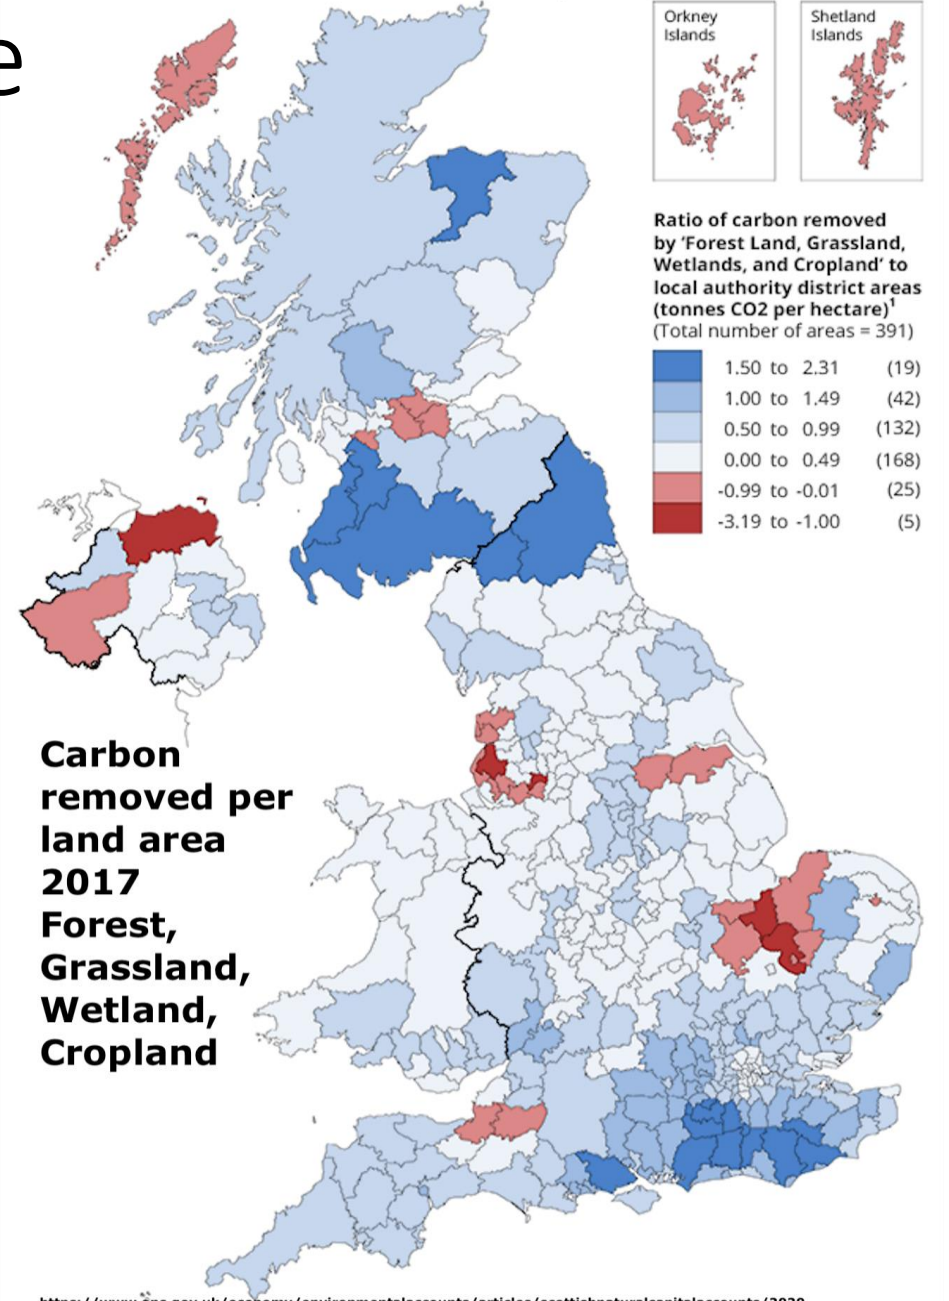 e
Orkney
Islands
Shetland
Islands
Ratio of carbon removed
by 'Forest Land, Grassland,
Wetlands, and Cropland' to
local authority district areas
(tonnes CO2 per hectare)1
(Total number of areas = 391)
1.50 to 2.31 (19)
1.00 to 1.49 (42)
0.50 to 0.99 (132)
0.00 to 0.49 (168)
-0.99 to -0.01 (25)
-3.19 to -1.00 (5)
Carbon
removed per
land area
2017
Forest,
Grassland,
Wetland,
Cropland